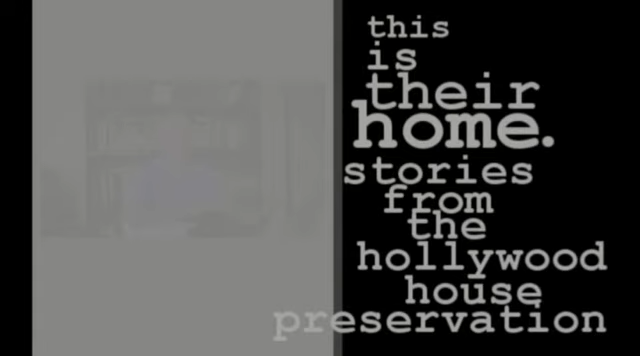 this
is
their
home.
stories
from
the
hollywood
house
preservation